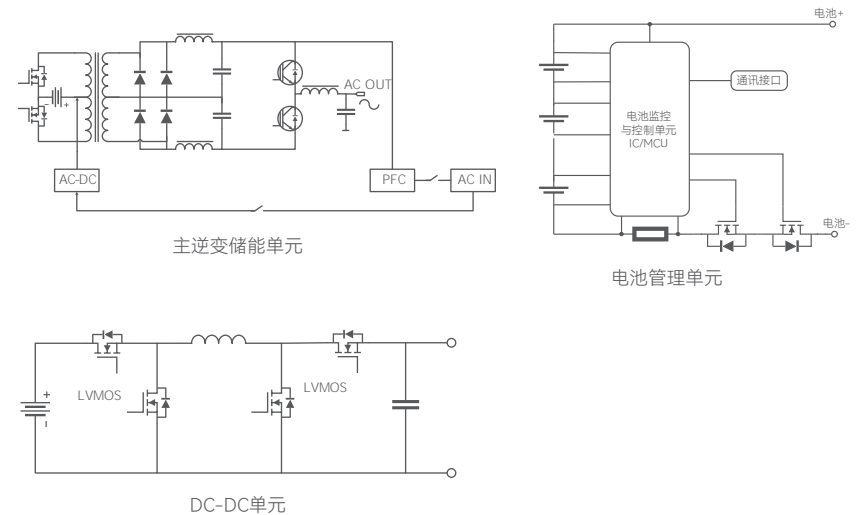 AC OUT
AC-DC
PFC
AC IN
主逆变储能单元
电池+
通讯接口
电池监控
与控制单元
IC/MCU
电池-
电池管理单元
LVMOS
LVMOS
DC-DC单元